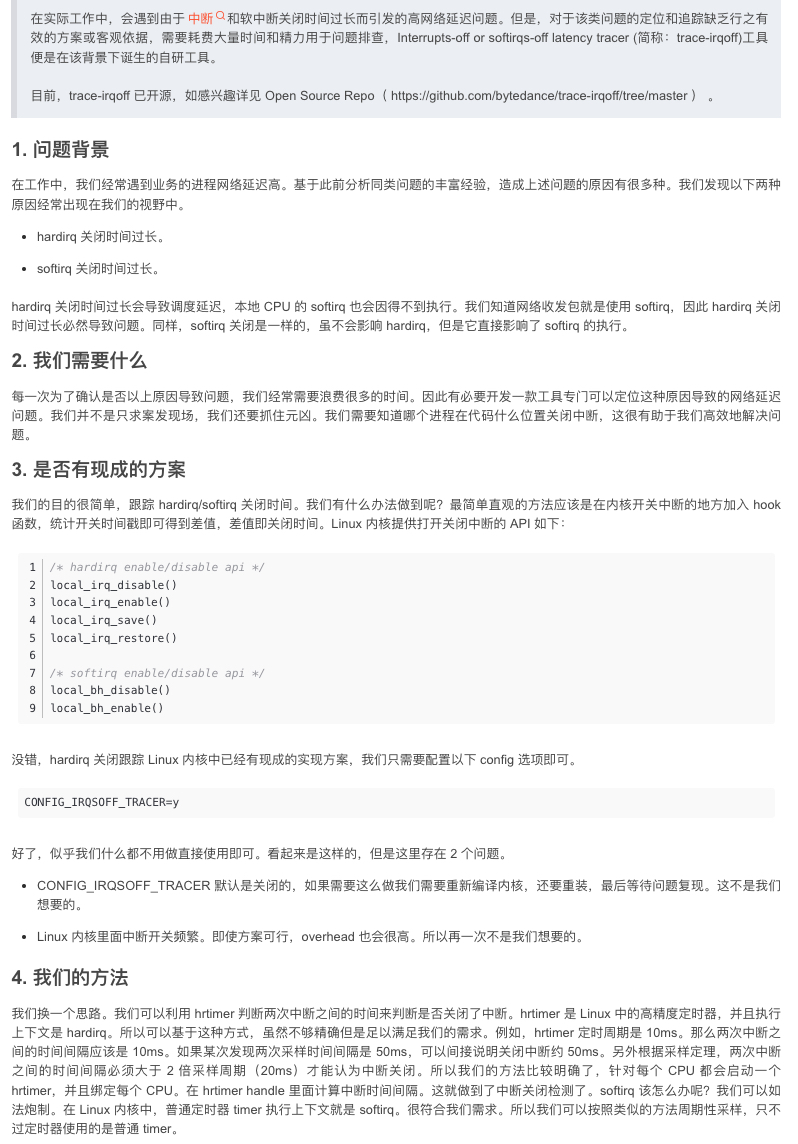 在实际工作中，会遇到由于 中断 和软中断关闭时间过长而引发的高网络延迟问题。但是，对于该类问题的定位和追踪缺乏行之有
效的方案或客观依据，需要耗费大量时间和精力用于问题排查，Interrupts-off or softirqs-off latency tracer (简称：trace-irqoff)工具
便是在该背景下诞生的自研工具。
目前，trace-irqoff 已开源，如感兴趣详见 Open Source Repo（ https://github.com/bytedance/trace-irqoff/tree/master ） 。
1. 问题背景
在工作中，我们经常遇到业务的进程网络延迟高。基于此前分析同类问题的丰富经验，造成上述问题的原因有很多种。我们发现以下两种
原因经常出现在我们的视野中。
• hardirq 关闭时间过长。
• softirq 关闭时间过长。
hardirq 关闭时间过长会导致调度延迟，本地 CPU 的 softirq 也会因得不到执行。我们知道网络收发包就是使用 softirq，因此 hardirq 关闭
时间过长必然导致问题。同样，softirq 关闭是一样的，虽不会影响 hardirq，但是它直接影响了 softirq 的执行。
2. 我们需要什么
每一次为了确认是否以上原因导致问题，我们经常需要浪费很多的时间。因此有必要开发一款工具专门可以定位这种原因导致的网络延迟
问题。我们并不是只求案发现场，我们还要抓住元凶。我们需要知道哪个进程在代码什么位置关闭中断，这很有助于我们高效地解决问
题。
3. 是否有现成的方案
我们的目的很简单，跟踪 hardirq/softirq 关闭时间。我们有什么办法做到呢？最简单直观的方法应该是在内核开关中断的地方加入 hook
函数，统计开关时间戳即可得到差值，差值即关闭时间。Linux 内核提供打开关闭中断的 API 如下：
1 /* hardirq enable/disable api */
2 local_irq_disable()
3 local_irq_enable()
4 local_irq_save()
5 local_irq_restore()
6
7 /* softirq enable/disable api */
8 local_bh_disable()
9 local_bh_enable()
没错，hardirq 关闭跟踪 Linux 内核中已经有现成的实现方案，我们只需要配置以下 config 选项即可。
CONFIG_IRQSOFF_TRACER=y
好了，似乎我们什么都不用做直接使用即可。看起来是这样的，但是这里存在 2 个问题。
• CONFIG_IRQSOFF_TRACER 默认是关闭的，如果需要这么做我们需要重新编译内核，还要重装，最后等待问题复现。这不是我们
想要的。
• Linux 内核里面中断开关频繁。即使方案可行，overhead 也会很高。所以再一次不是我们想要的。
4. 我们的方法
我们换一个思路。我们可以利用 hrtimer 判断两次中断之间的时间来判断是否关闭了中断。hrtimer 是 Linux 中的高精度定时器，并且执行
上下文是 hardirq。所以可以基于这种方式，虽然不够精确但是足以满足我们的需求。例如，hrtimer 定时周期是 10ms。那么两次中断之
间的时间间隔应该是 10ms。如果某次发现两次采样时间间隔是 50ms，可以间接说明关闭中断约 50ms。另外根据采样定理，两次中断
之间的时间间隔必须大于 2 倍采样周期（20ms）才能认为中断关闭。所以我们的方法比较明确了，针对每个 CPU 都会启动一个
hrtimer，并且绑定每个 CPU。在 hrtimer handle 里面计算中断时间间隔。这就做到了中断关闭检测了。softirq 该怎么办呢？我们可以如
法炮制。在 Linux 内核中，普通定时器 timer 执行上下文就是 softirq。很符合我们需求。所以我们可以按照类似的方法周期性采样，只不
过定时器使用的是普通 timer。